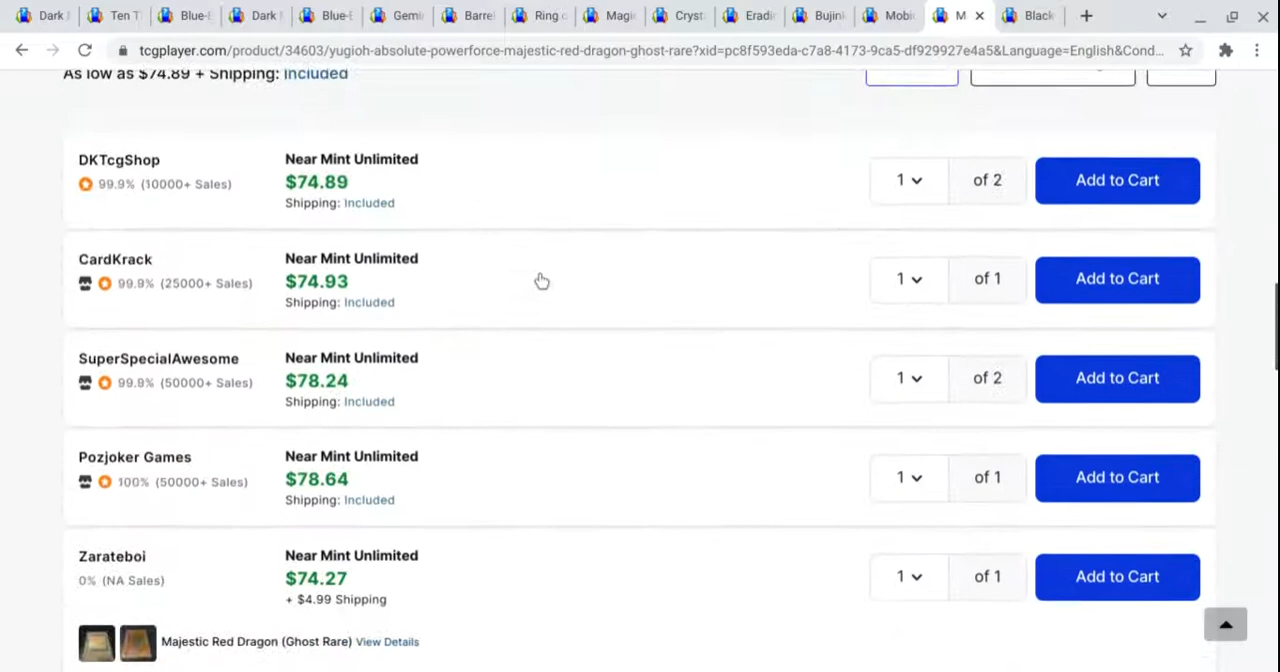 Dark
Ten T
Blue-E
Dark
Blue-E
Gemi
Barrel
Ring o
Magi
Cryst
Eradi
Bujin
Mobi
M
Black
tcgplayer.com/product/34603/yugioh-absolute-powerforce-majestic-red-dragon-ghost-rare?xid=pc8f593eda-c7a8-4173-9ca5-df929927e4a5&Language=English&Cond...
As low as $74.89 + Shipping: Included
DKTcgShop
99.9% (10000+ Sales)
Near Mint Unlimited
$74.89
Shipping: Included
1
of 2
Add to Cart
CardKrack
99.9% (25000+ Sales)
Near Mint Unlimited
$74.93
Shipping: Included
1
of 1
Add to Cart
SuperSpecialAwesome
99.9% (50000+ Sales)
Near Mint Unlimited
$78.24
Shipping: Included
1
of 2
Add to Cart
Pozjoker Games
100% (50000+ Sales)
Near Mint Unlimited
$78.64
Shipping: Included
1
of 1
Add to Cart
Zarateboi
0% (NA Sales)
Near Mint Unlimited
$74.27
+ $4.99 Shipping
1
of 1
Add to Cart
Majestic Red Dragon (Ghost Rare) View Details